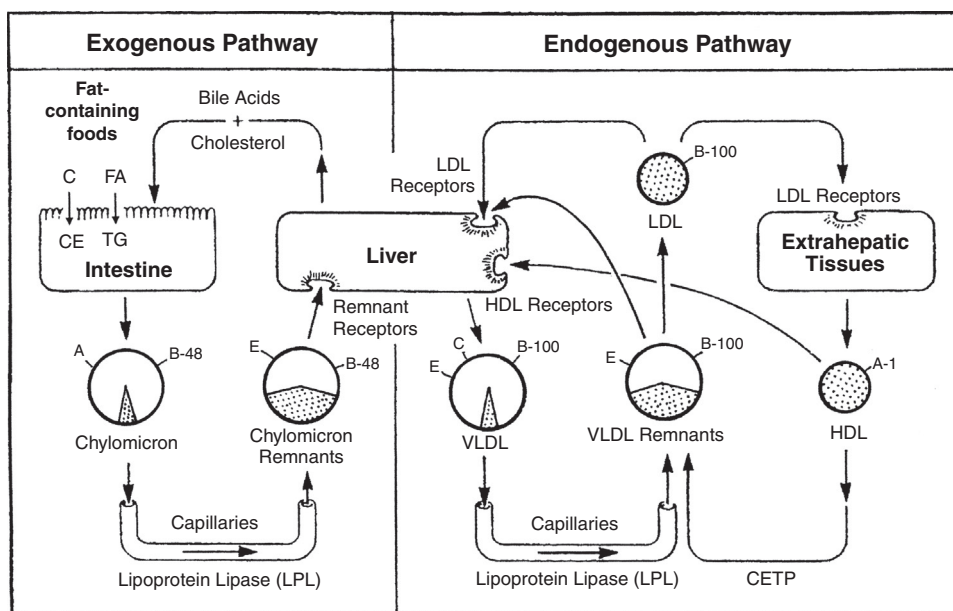 Exogenous Pathway
Endogenous Pathway
Fat-
containing
foods
Bile Acids
+
Cholesterol
C
FA
CE
TG
Intestine
A
B-48
Chylomicron
Liver
Remnant
Receptors
E
B-48
Chylomicron
Remnants
Capillaries
Lipoprotein Lipase (LPL)
LDL
Receptors
HDL Receptors
B-100
LDL
LDL Receptors
Extrahepatic
Tissues
C
B-100
E
VLDL
E
B-100
VLDL Remnants
A-1
HDL
Capillaries
Lipoprotein Lipase (LPL)
CETP